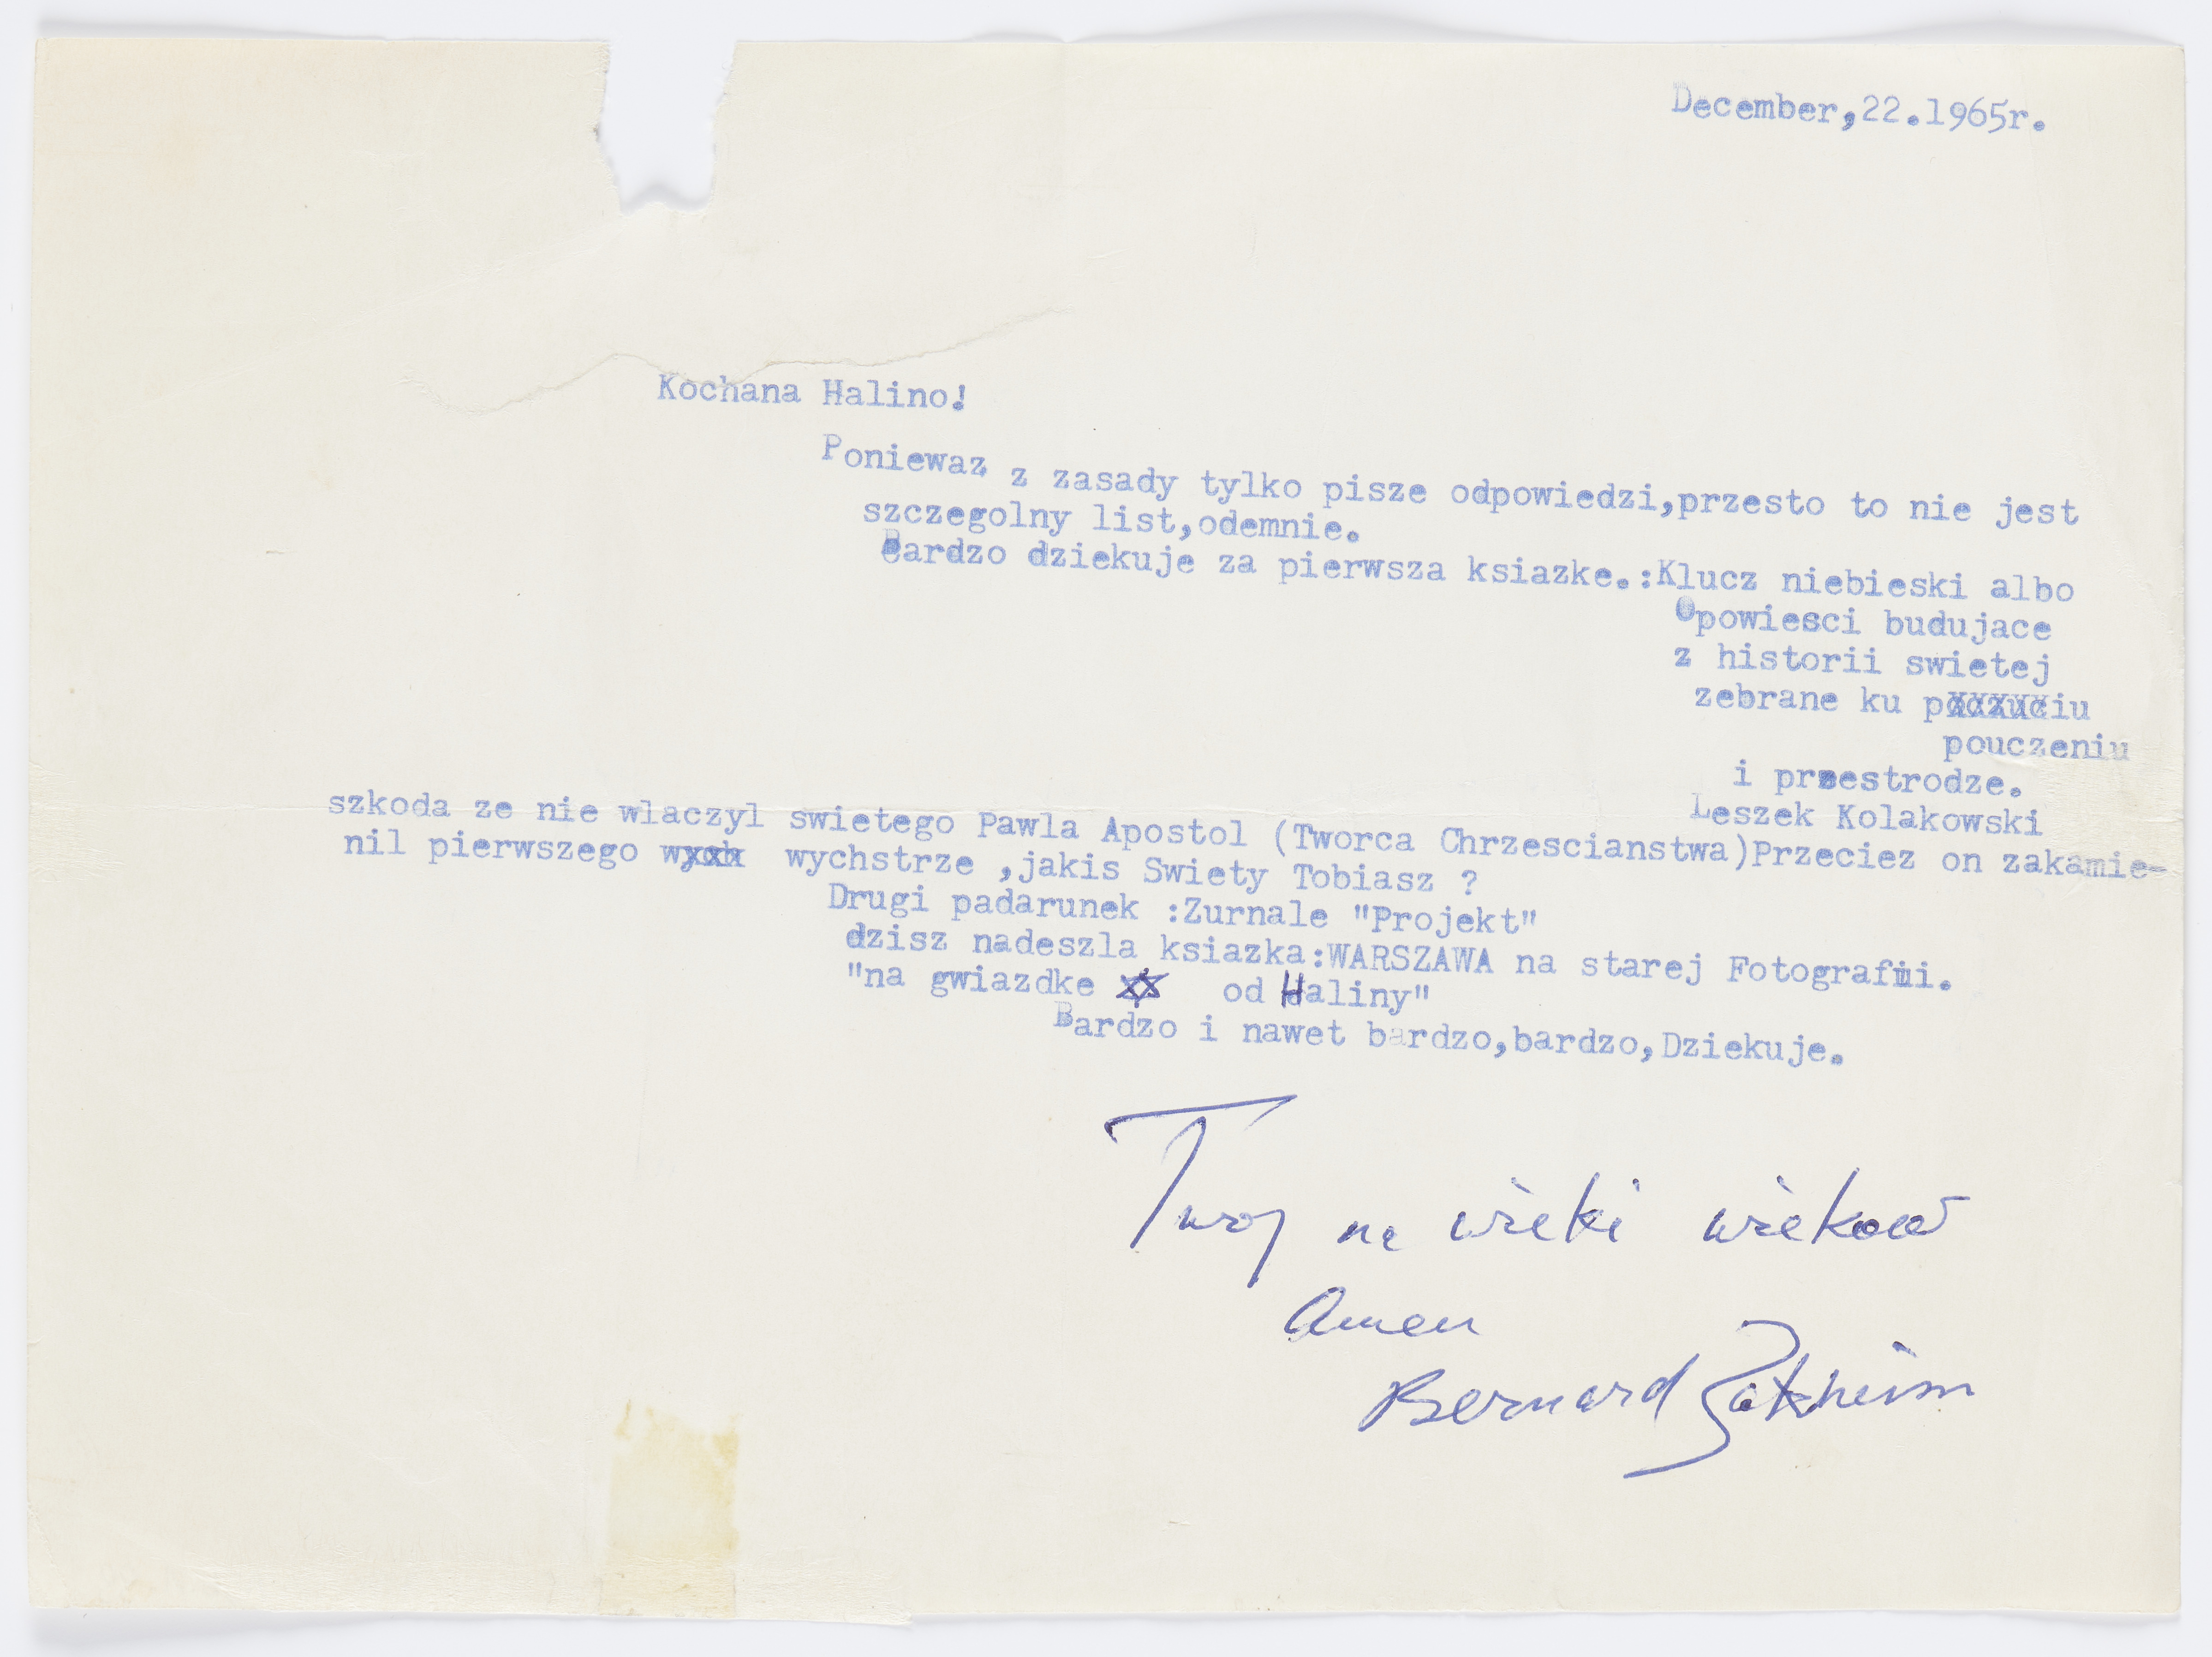 December,22.1965r.
Kochana Halino!
Poniewaz z zasady tylko pisze odpowiedzi,przesto to nie jest
szczegolny list,odemnie.
Bardzo dziekuje za pierwsza ksiazke.:Klucz niebieski albo
Opowiesci budujace
z historii swietej
zebrane ku poczuciu
pouczeniu
i przestrodze.
Leszek Kolakowski
szkoda ze nie wlaczyl swietego Pawla Apostol (Tworca Chrzescianstwa)Przeciez on zakamie-
nil pierwszego wych wychstrze ,jakis Swiety Tobiasz ?
Drugi padarunek :Zurnale "Projekt"
dzisz nadeszla ksiazka:WARSZAWA na starej Fotografii.
"na gwiazdke od Haliny"
Bardzo i nawet bardzo,bardzo,Dziekuje.
Twoj na wieki wiekow
Amen
Bernard Zakheim